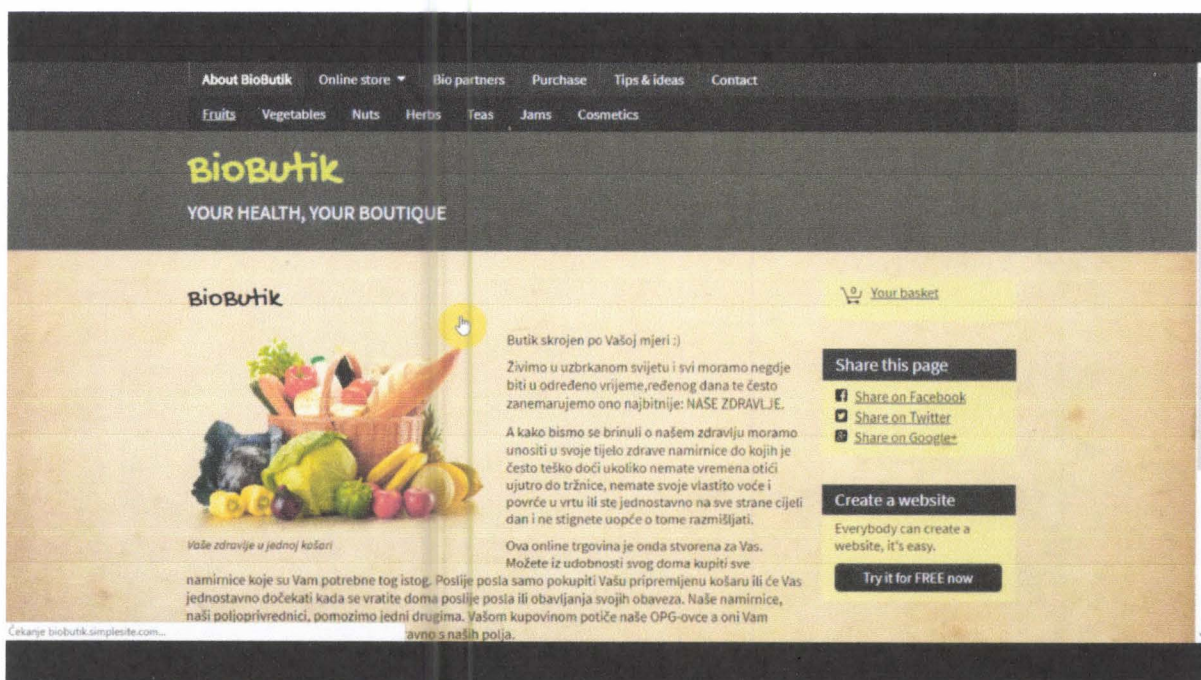 About BioButik Online store Bio partners Purchase Tips & ideas Contact
Fruits Vegetables Nuts Herbs Teas Jams Cosmetics
BioButik
YOUR HEALTH, YOUR BOUTIQUE
BioButik
Butik skrojen po Vašoj mjeri :)
Živimo u uzbrkanom svijetu i svi moramo negdje
biti u određeno vrijeme,ređenog dana te često
zanemarujemo ono najbitnije: NAŠE ZDRAVLJE.
A kako bismo se brinuli o našem zdravlju moramo
unositi u svoje tijelo zdrave namirnice do kojih je
često teško doći ukoliko nemate vremena otići
ujutro do tržnice, nemate svoje vlastito voće i
povrće u vrtu ili ste jednostavno na sve strane cijeli
dan i ne stignete uopće o tome razmišljati.
Vaše zdravlje u jednoj košari
Ova online trgovina je onda stvorena za Vas.
Možete iz udobnosti svog doma kupiti sve
namirnice koje su Vam potrebne tog istog. Poslije posla samo pokupiti Vašu pripremljenu košaru ili će Vas
jednostavno dočekati kada se vratite doma poslije posla ili obavljanja svojih obaveza. Naše namirnice,
naši poljoprivrednici, pomozimo jedni drugima. Vašom kupovinom potiče naše OPG-ovce a oni Vam
ravno s naših polja.
Čekanje biobutik.simplesite.com...
0 Your basket
Share this page
Share on Facebook
Share on Twitter
Share on Google+
Create a website
Everybody can create a
website, it's easy.
Try it for FREE now